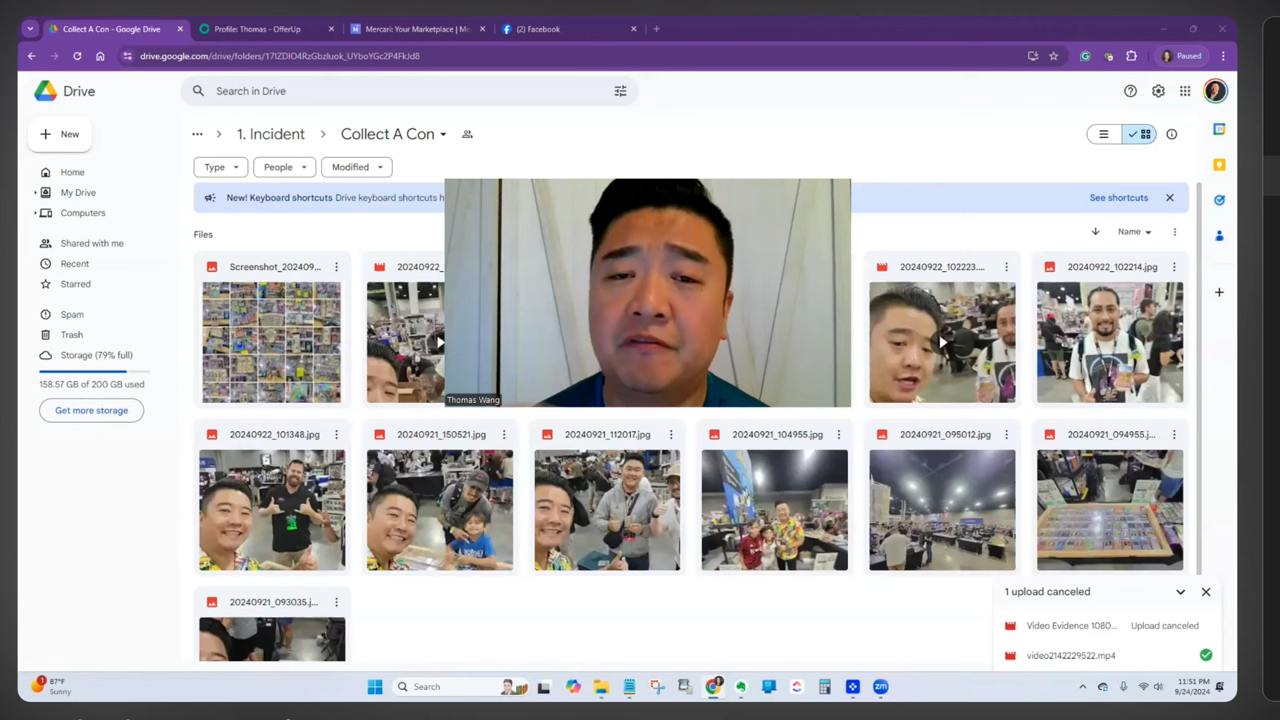 Collect A Con - Google Drive
Profile: Thomas - OfferUp
Mercari: Your Marketplace | Mo
(2) Facebook
drive.google.com/drive/folders/
Paused
Drive
Search in Drive
New
1. Incident
Collect A Con
Type
People
Modified
Home
My Drive
Computers
Shared with me
Recent
Starred
Spam
Trash
Storage (79% full)
158.57 GB of 200 GB used
Get more storage
New! Keyboard shortcuts Drive keyboard shortcuts h
See shortcuts
Files
Name
Screenshot_202409...
20240922_
20240922_102223....
20240922_102214.jpg
Thomas Wang
20240922_101348.jpg
20240921_150521.jpg
20240921_112017.jpg
20240921_104955.jpg
20240921_095012.jpg
20240921_094955.j...
20240921_093035.j...
1 upload canceled
Video Evidence 1080...
Upload canceled
video2142229522.mp4
87°F
Sunny
Search
zm
11:51 PM
9/24/2024